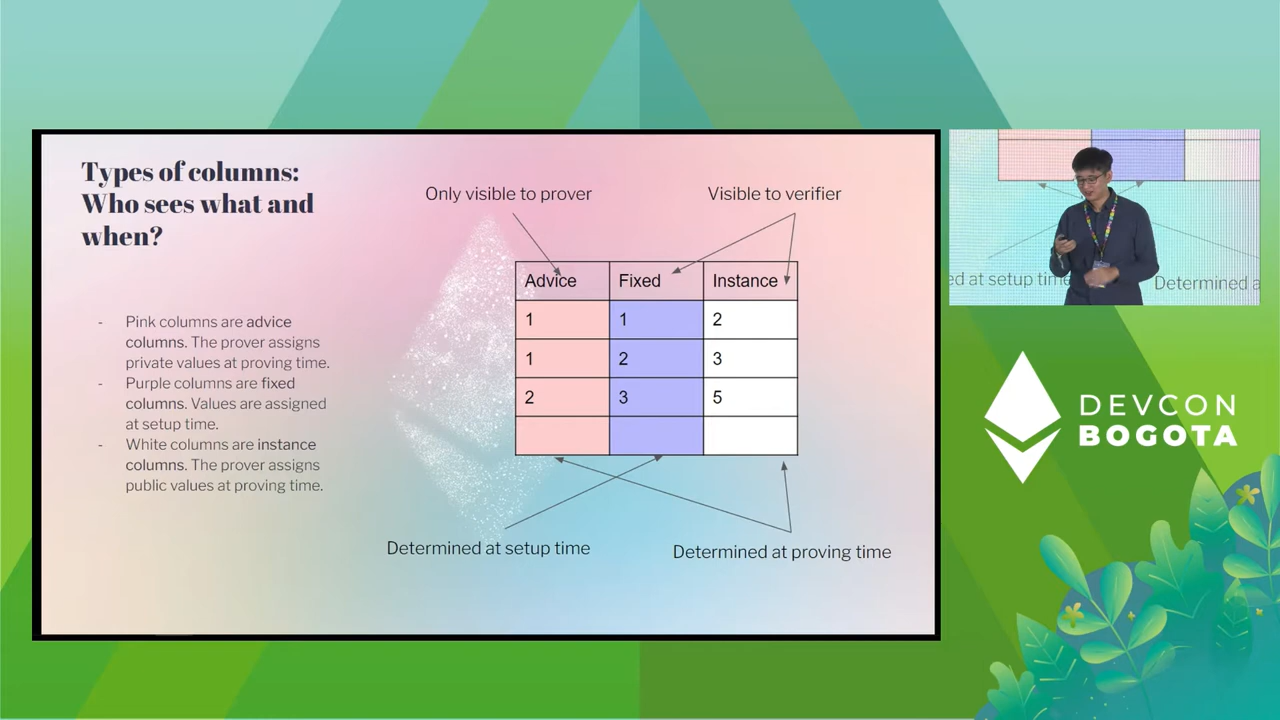 Types of columns:
Who sees what and
when?
- Pink columns are advice
columns. The prover assigns
private values at proving time.
- Purple columns are fixed
columns. Values are assigned
at setup time.
- White columns are instance
columns. The prover assigns
public values at proving time.
Only visible to prover
Visible to verifier
Advice Fixed Instance
1 1 2
1 2 3
2 3 5
Determined at setup time
Determined at proving time
ed at setup time
Determined a
DEVCON
BOGOTA